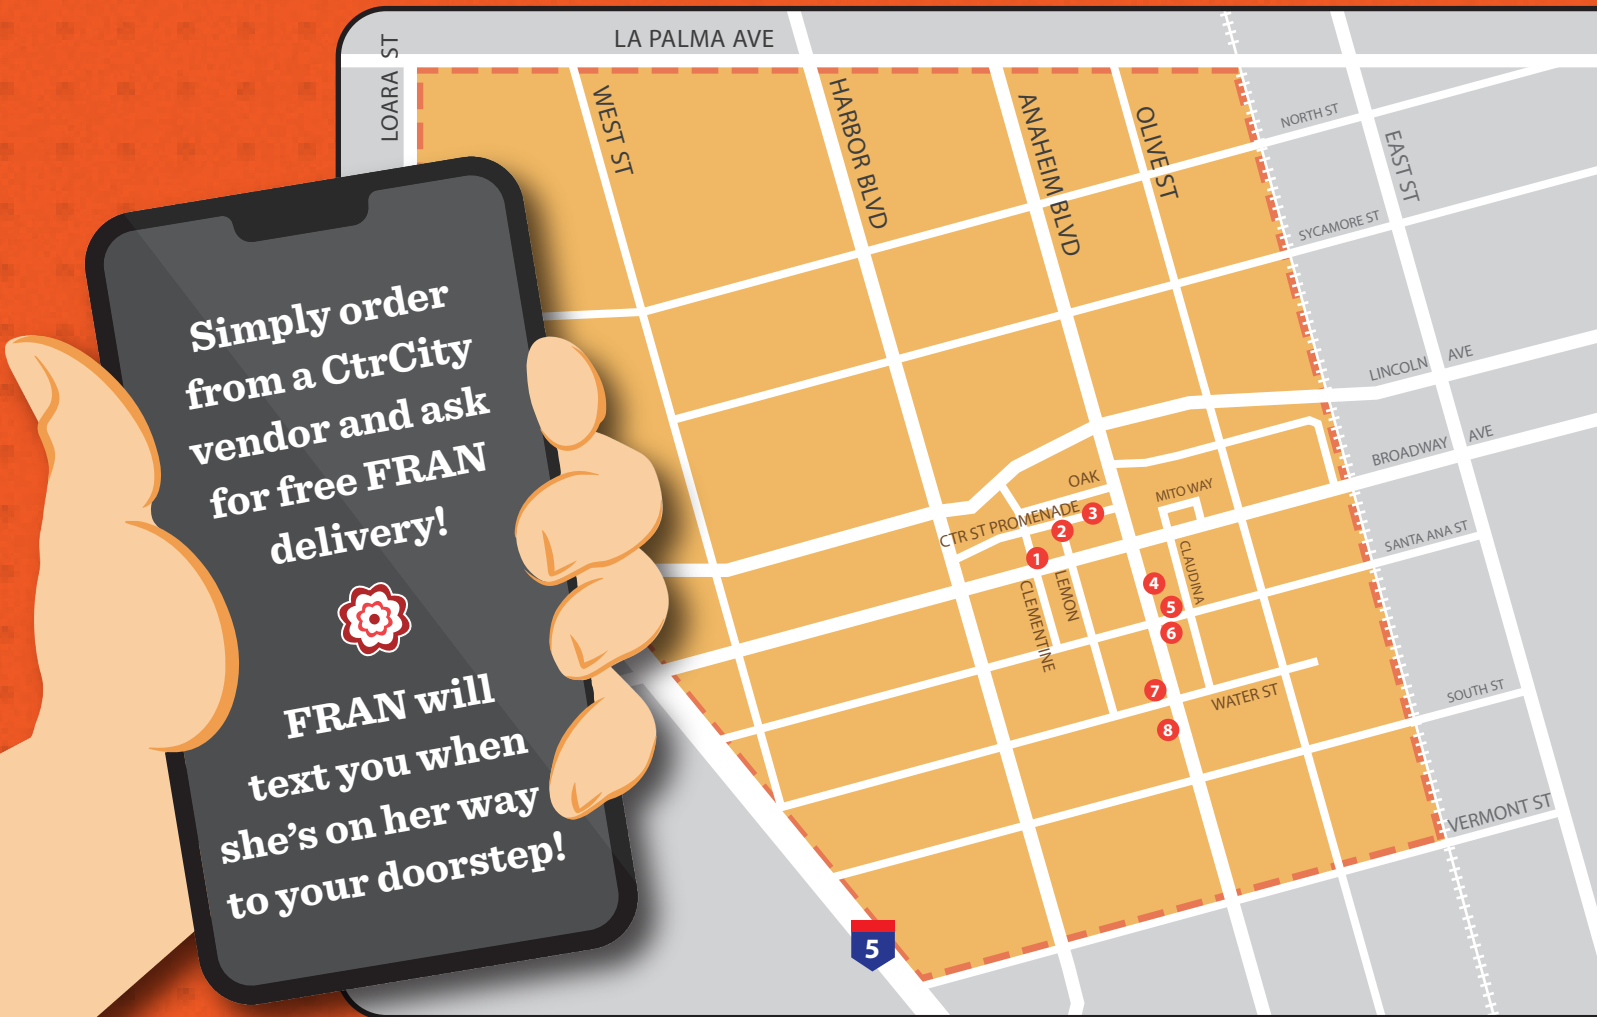 Simply order
from a CtrCity
vendor and ask
for free FRAN
delivery!
FRAN will
text you when
she's on her way
to your doorstep!
LA PALMA AVE
LOARA ST
WEST ST
HARBOR BLVD
ANAHEIM BLVD
OLIVE ST
NORTH ST
EAST ST
SYCAMORE ST
LINCOLN AVE
BROADWAY AVE
OAK
MITO WAY
CTR ST PROMENADE
3
2
1
SANTA ANA ST
CLAUDINA
LEMON
CLEMENTINE
4
5
6
7
WATER ST
8
SOUTH ST
VERMONT ST
5